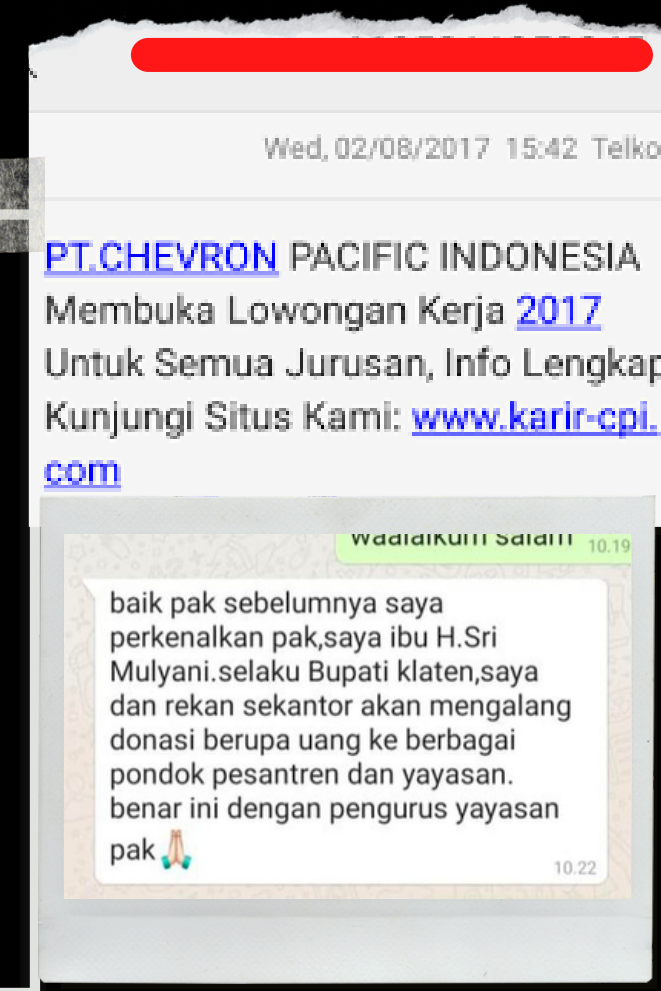 Wed, 02/08/2017 15:42 Telko
PT.CHEVRON PACIFIC INDONESIA
Membuka Lowongan Kerja 2017
Untuk Semua Jurusan, Info Lengkap
Kunjungi Situs Kami: www.karir-cpi.
com
waalaikum salam 10.19
baik pak sebelumnya saya
perkenalkan pak,saya ibu H.Sri
Mulyani.selaku Bupati klaten,saya
dan rekan sekantor akan mengalang
donasi berupa uang ke berbagai
pondok pesantren dan yayasan.
benar ini dengan pengurus yayasan
pak🙏🏻
10.22